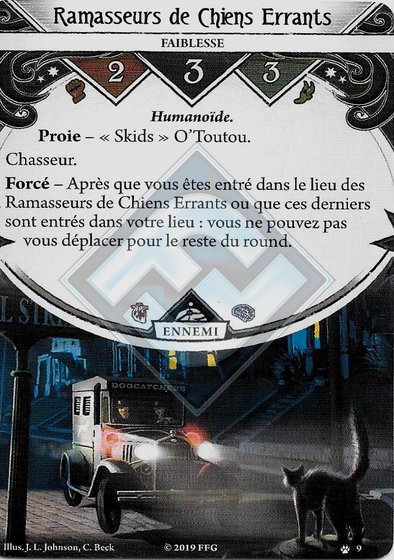 Ramasseurs de Chiens Errants
FAIBLESSE
2 3 3
Humanoïde.
Proie – « Skids » O'Toutou.
Chasseur.
Forcé – Après que vous êtes entré dans le lieu des
Ramasseurs de Chiens Errants ou que ces derniers
sont entrés dans votre lieu : vous ne pouvez pas
vous déplacer pour le reste du round.
ENNEMI
DOGCATCHERS
Illus. J. L. Johnson, C. Beck
© 2019 FFG
9